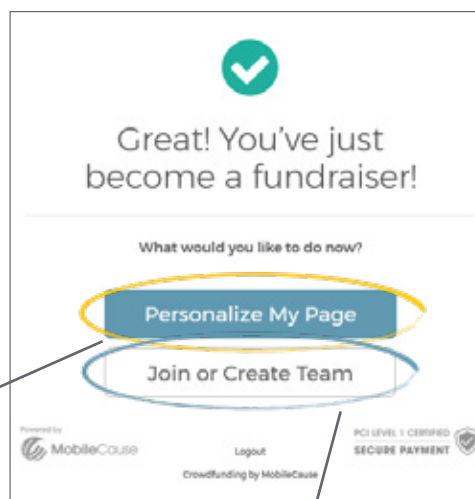 Great! You've just
become a fundraiser!
What would you like to do now?
Personalize My Page
Join or Create Team
Powered by
MobileCause
Logout
Crowdfunding by MobileCause
PCI LEVEL 1 CERTIFIED
SECURE PAYMENT